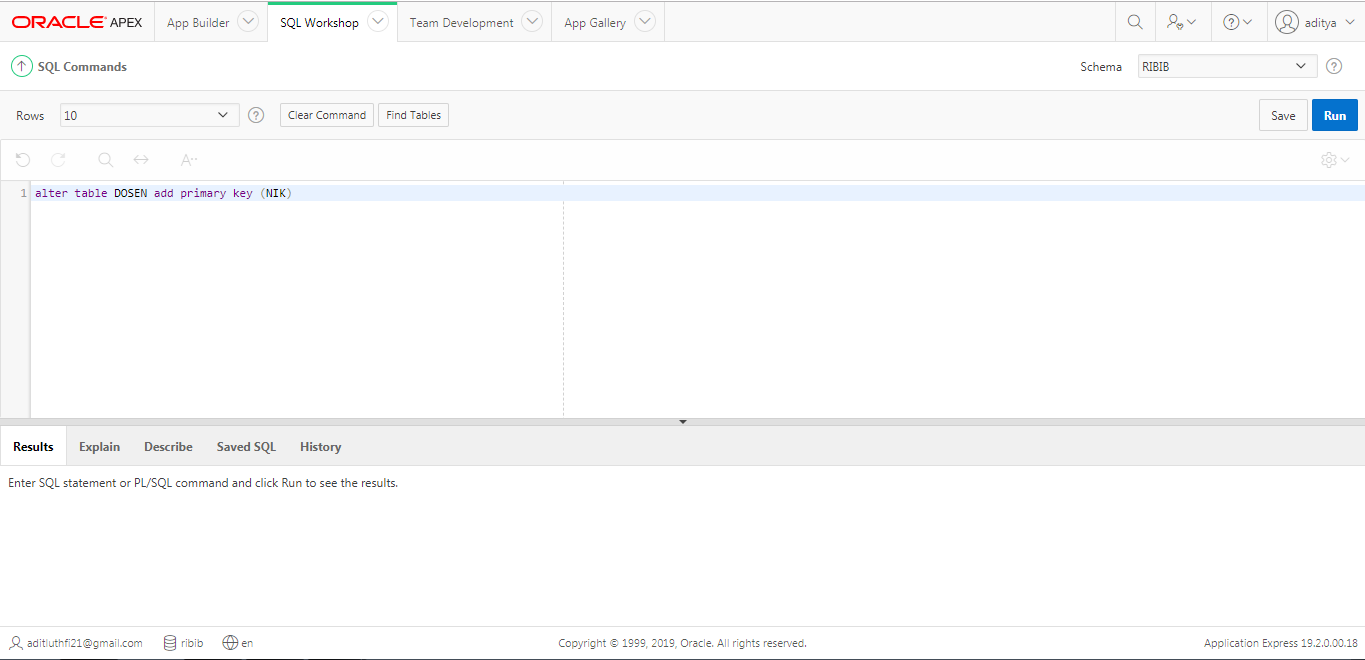 ORACLE® APEX App Builder SQL Workshop Team Development App Gallery aditya
SQL Commands Schema RIBIB
Rows 10 Clear Command Find Tables Save Run
A··
1 alter table DOSEN add primary key (NIK)
Results Explain Describe Saved SQL History
Enter SQL statement or PL/SQL command and click Run to see the results.
aditluthfi21@gmail.com ribib en Copyright © 1999, 2019, Oracle. All rights reserved. Application Express 19.2.0.00.18